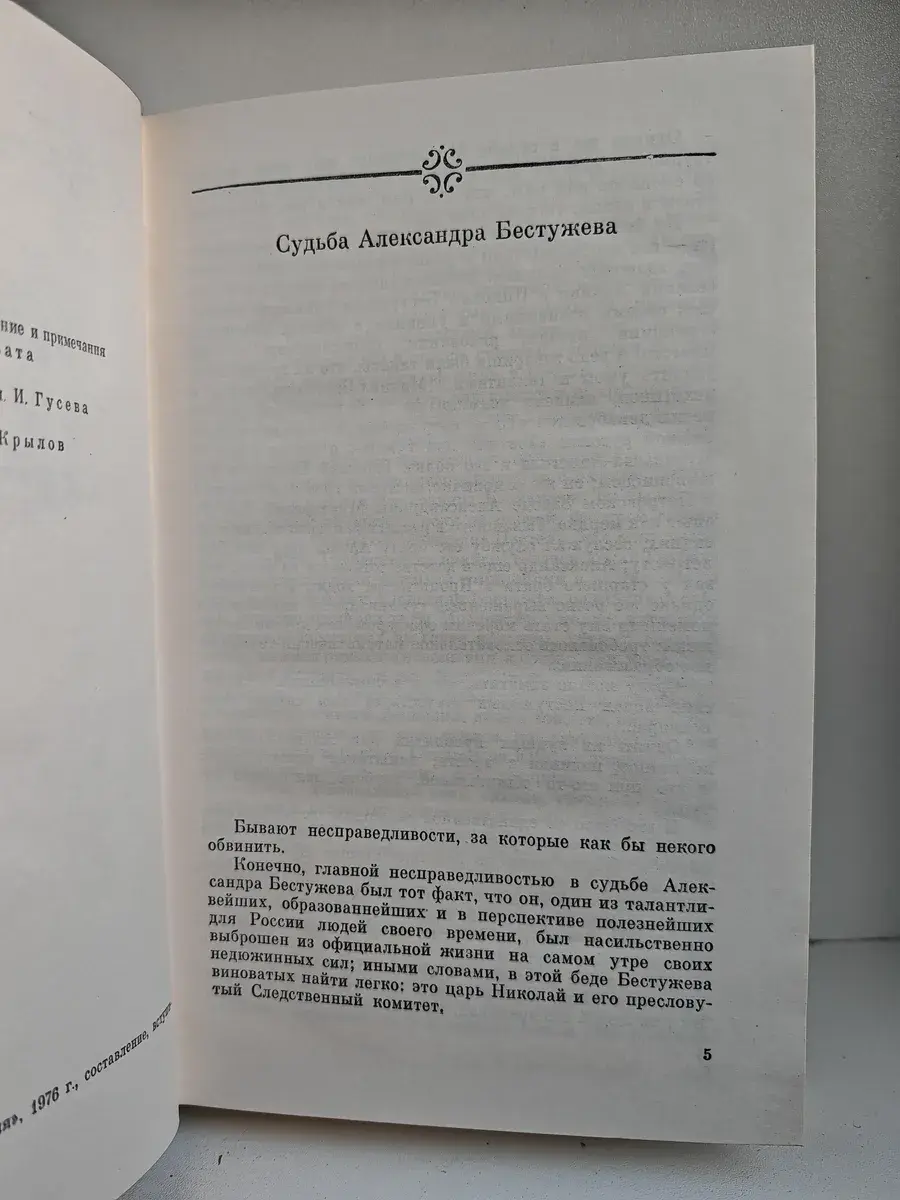 ние и примечания
рата
И. Гусева
Крылов
1976 г., составление,
Судьба Александра Бестужева
Бывают несправедливости, за которые как бы некого
обвинить.
Конечно, главной несправедливостью в судьбе Алек-
сандра Бестужева был тот факт, что он, один из талантли-
вейших, образованнейших и в перспективе полезнейших
для России людей своего времени, был насильственно
выброшен из официальной жизни на самом утре своих
недюжинных сил; иными словами, в этой беде Бестужева
виноватых найти легко: это царь Николай и его преслову-
тый Следственный комитет.
5